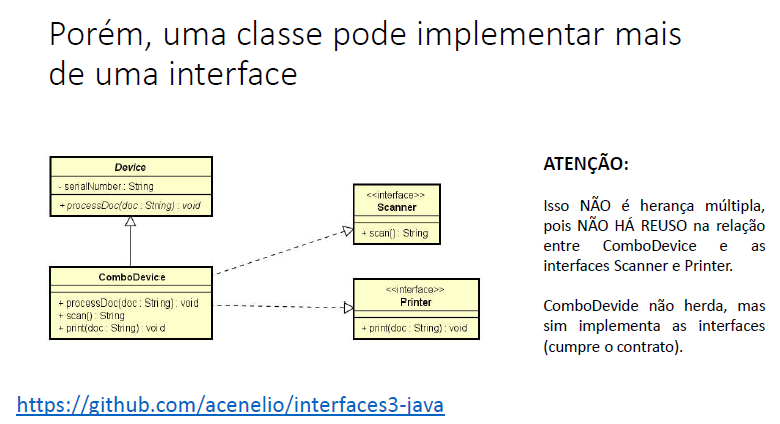 Porém, uma classe pode implementar mais
de uma interface
Device
- serialNumber : String
+ processDoc(doc : String) : void
ComboDevice
+ processDoc(doc : String) : void
+ scan() : String
+ print(doc : String) : void
<<interface>>
Scanner
+ scan() : String
<<interface>>
Printer
+ print(doc : String) : void
ATENÇÃO:
Isso NÃO é herança múltipla,
pois NÃO HÁ REUSO na relação
entre ComboDevice e as
interfaces Scanner e Printer.
ComboDevide não herda, mas
sim implementa as interfaces
(cumpre o contrato).
https://github.com/acenelio/interfaces3-java